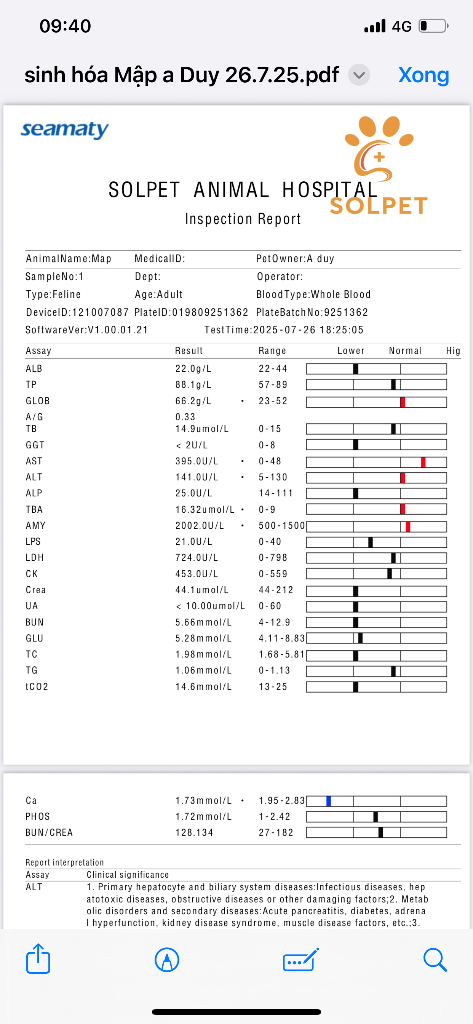 09:40
4G
sinh hóa Mập a Duy 26.7.25.pdf
Xong
seamaty
SOLPET ANIMAL HOSPITAL
SOLPET
Inspection Report
AnimalName:Map MedicalID: PetOwner:A duy
SampleNo:1 Dept: Operator:
Type:Feline Age:Adult BloodType:Whole Blood
DeviceID:121007087 PlateID:019809251362 PlateBatchNo:9251362
SoftwareVer:V1.00.01.21 TestTime:2025-07-26 18:25:05
Assay Result Range Lower Normal Hig
ALB 22.0g/L 22-44
TP 88.1g/L 57-89
GLOB 66.2g/L • 23-52
A/G 0.33
TB 14.9umol/L 0-15
GGT < 2U/L 0-8
AST 395.0U/L • 0-48
ALT 141.0U/L • 5-130
ALP 25.0U/L 14-111
TBA 16.32umol/L • 0-9
AMY 2002.0U/L • 500-1500
LPS 21.0U/L 0-40
LDH 724.0U/L 0-798
CK 453.0U/L 0-559
Crea 44.1umol/L 44-212
UA < 10.00umol/L 0-60
BUN 5.66mmol/L 4-12.9
GLU 5.28mmol/L 4.11-8.83
TC 1.98mmol/L 1.68-5.81
TG 1.06mmol/L 0-1.13
tCO2 14.6mmol/L 13-25
Ca 1.73mmol/L • 1.95-2.83
PHOS 1.72mmol/L 1-2.42
BUN/CREA 128.134 27-182
Report interpretation
Assay Clinical significance
ALT 1. Primary hepatocyte and biliary system diseases:Infectious diseases, hep
atotoxic diseases, obstructive diseases or other damaging factors;2. Metab
olic disorders and secondary diseases:Acute pancreatitis, diabetes, adrena
l hyperfunction, kidney disease syndrome, muscle disease factors, etc.;3.